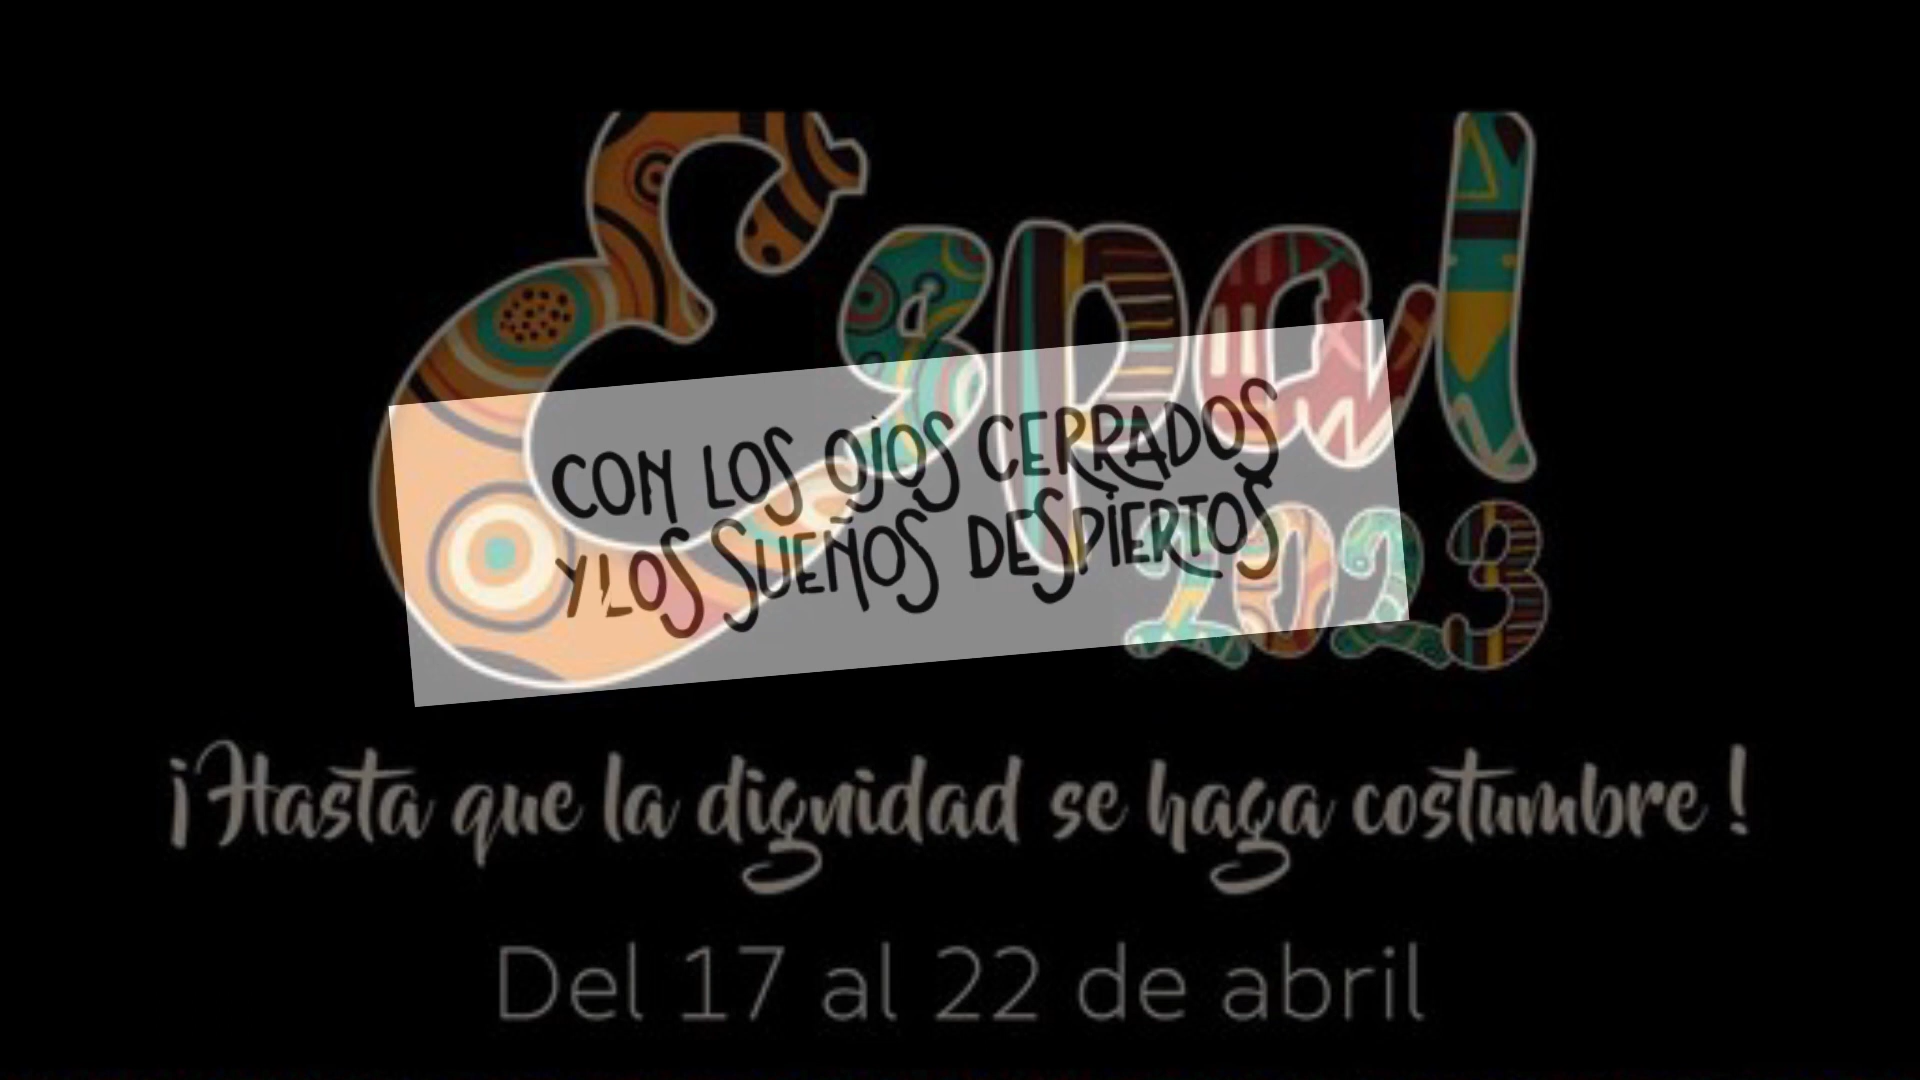 Espal
CON LOS OJOS CERRADOS
Y LOS SUEÑOS DESPIERTOS
2023
¡Hasta que la dignidad se haga costumbre!
Del 17 al 22 de abril